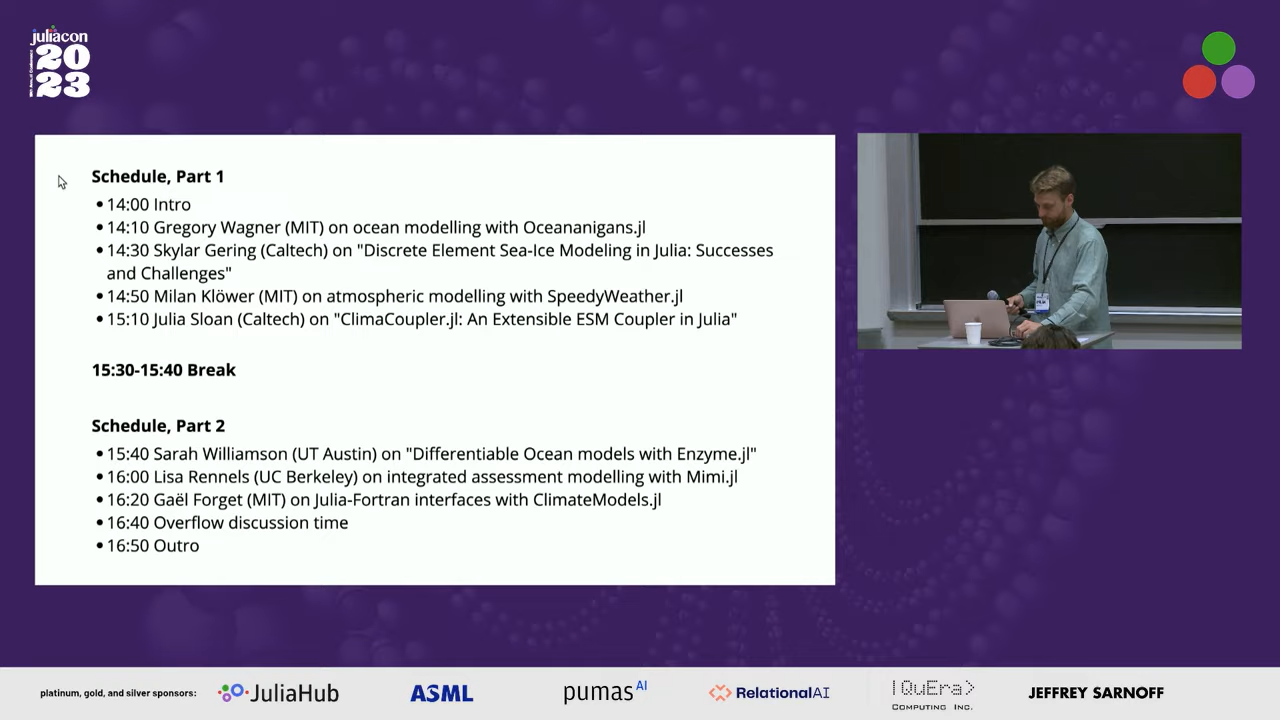 juliacon
20
23
Schedule, Part 1
• 14:00 Intro
• 14:10 Gregory Wagner (MIT) on ocean modelling with Oceananigans.jl
• 14:30 Skylar Gering (Caltech) on "Discrete Element Sea-Ice Modeling in Julia: Successes
and Challenges"
• 14:50 Milan Klöwer (MIT) on atmospheric modelling with SpeedyWeather.jl
• 15:10 Julia Sloan (Caltech) on "ClimaCoupler.jl: An Extensible ESM Coupler in Julia"
15:30-15:40 Break
Schedule, Part 2
• 15:40 Sarah Williamson (UT Austin) on "Differentiable Ocean models with Enzyme.jl"
• 16:00 Lisa Rennels (UC Berkeley) on integrated assessment modelling with Mimi.jl
• 16:20 Gaël Forget (MIT) on Julia-Fortran interfaces with ClimateModels.jl
• 16:40 Overflow discussion time
• 16:50 Outro
platinum, gold, and silver sponsors:
JuliaHub
ASML
pumasAI
RelationalAI
|QuEra>
COMPUTING INC.
JEFFREY SARNOFF